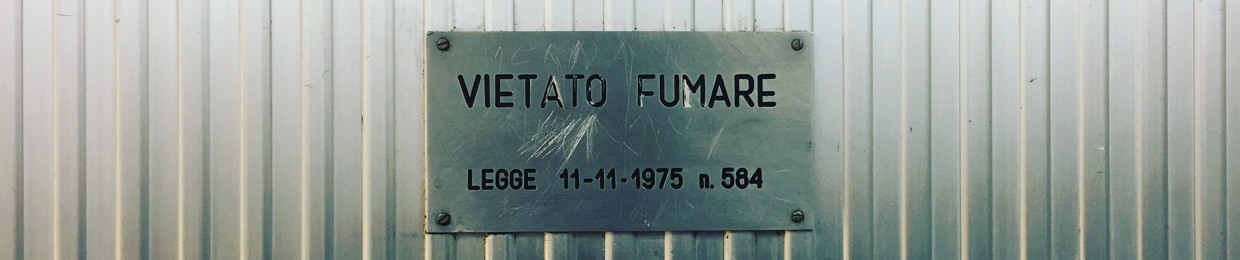 VIETATO FUMARE
LEGGE 11-11-1975 n. 584